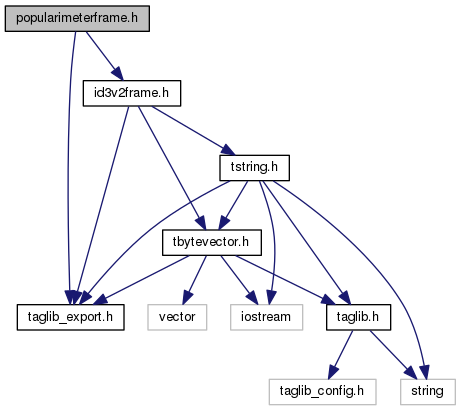 popularimeterframe.h
id3v2frame.h
tstring.h
tbytevector.h
taglib_export.h
vector
iostream
taglib.h
taglib_config.h
string